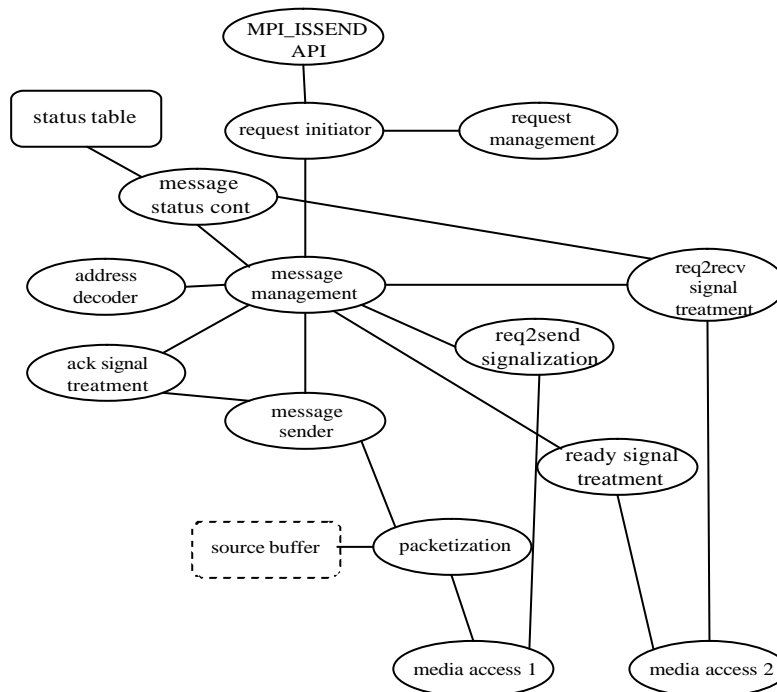 MPI_ISSEND
API
status table
request initiator
request
management
message
status cont
address
decoder
message
management
req2recv
signal
treatment
req2send
signalization
ack signal
treatment
message
sender
ready signal
treatment
source buffer
packetization
media access 1
media access 2